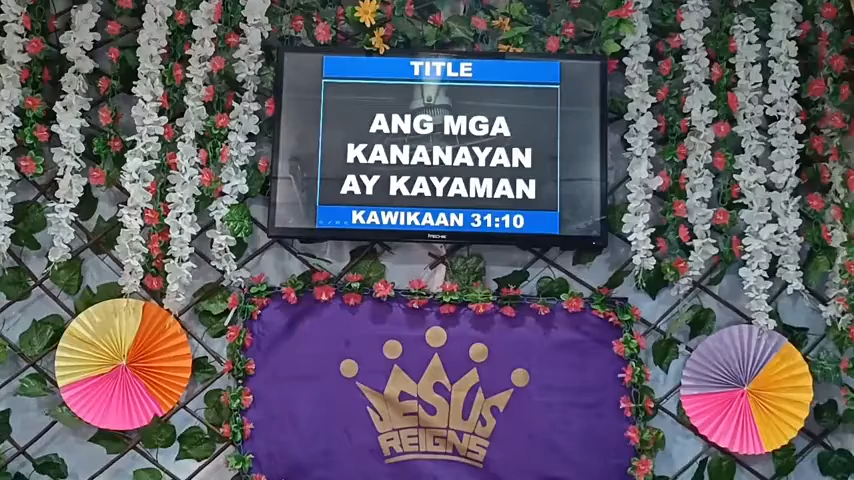 TITLE
ANG MGA
KANANAYAN
AY KAYAMAN
KAWIKAAN 31:10
JESUS
REIGNS